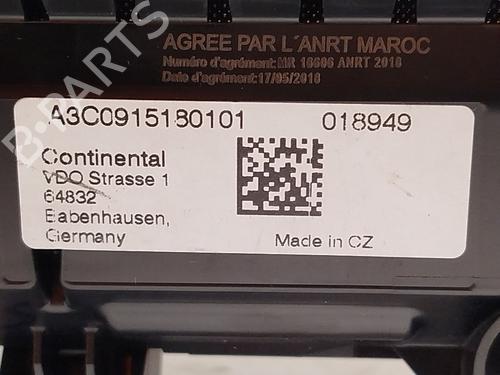 AGREE PAR L´ANRT MAROC
Numéro d'agrément: MR 16606 ANRT 2018
Date d'agrément: 17/05/2018
A3C0915180101 018949
Continental
VDO Strasse 1
64832
Babenhausen,
Germany
Made in CZ
B-PARTS